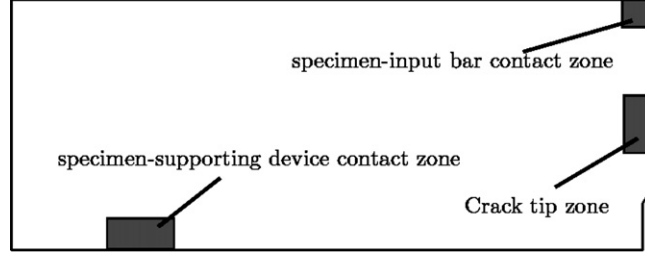 specimen-input bar contact zone
specimen-supporting device contact zone
Crack tip zone